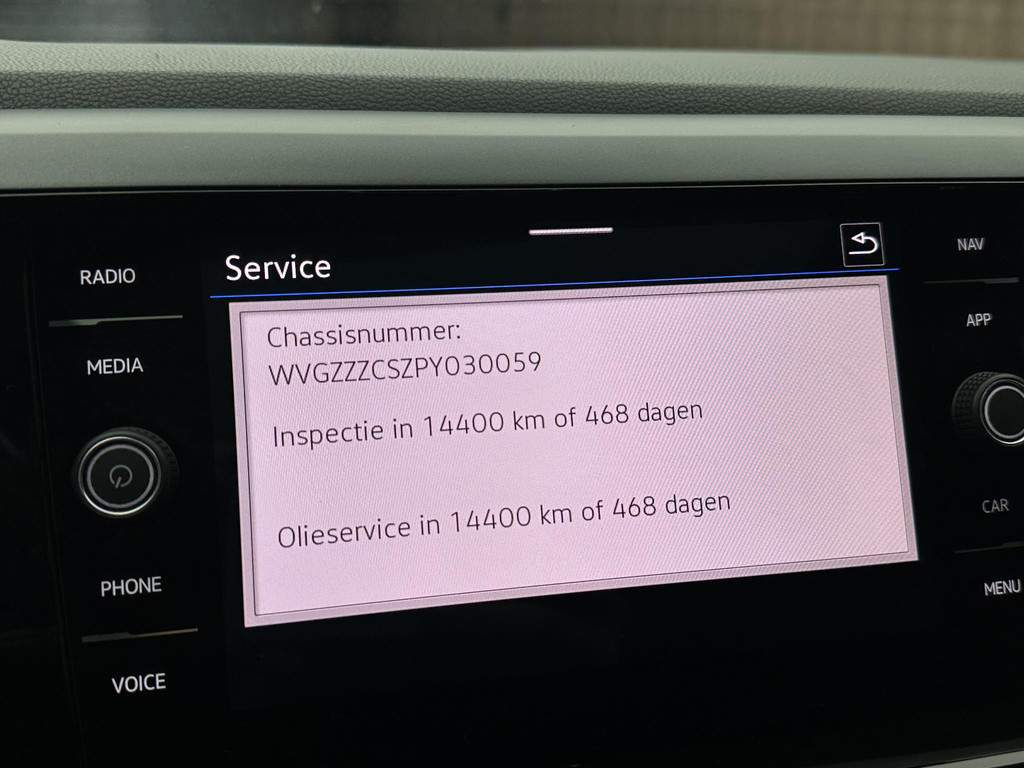 Service
Chassisnummer:
WVGZZZCSZPY030059
Inspectie in 14400 km of 468 dagen
Olieservice in 14400 km of 468 dagen
RADIO
MEDIA
PHONE
VOICE
NAV
APP
CAR
MENU